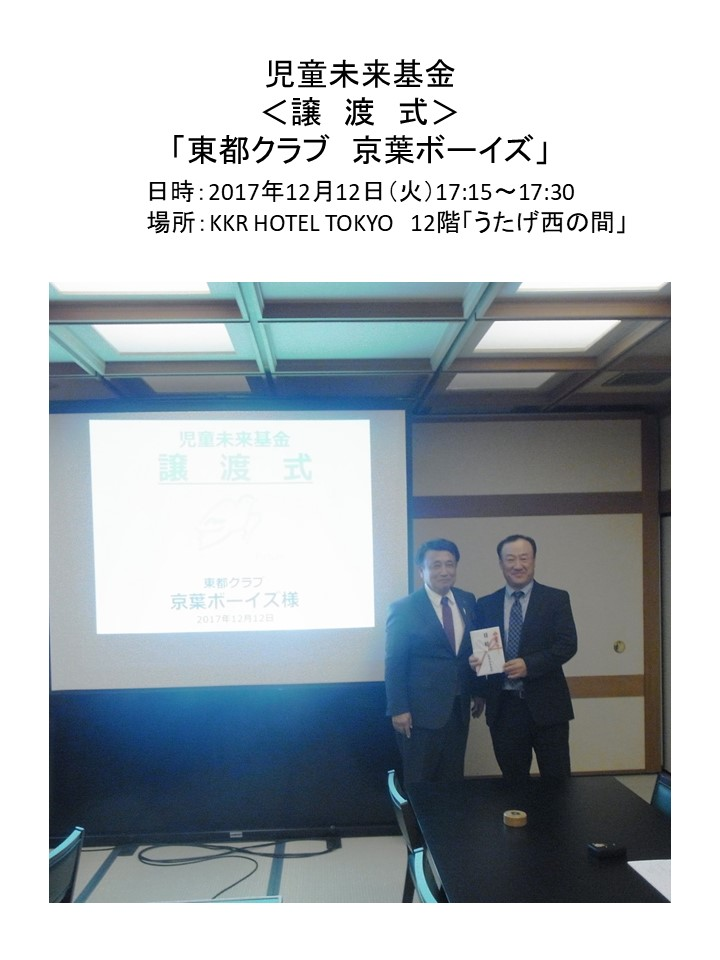 児童未来基金
＜譲　渡　式＞
「東都クラブ　京葉ボーイズ」
日時：2017年12月12日（火）17:15～17:30
場所：KKR HOTEL TOKYO　12階「うたげ西の間」
児童未来基金
譲　渡　式
東都クラブ
京葉ボーイズ様
2017年12月12日